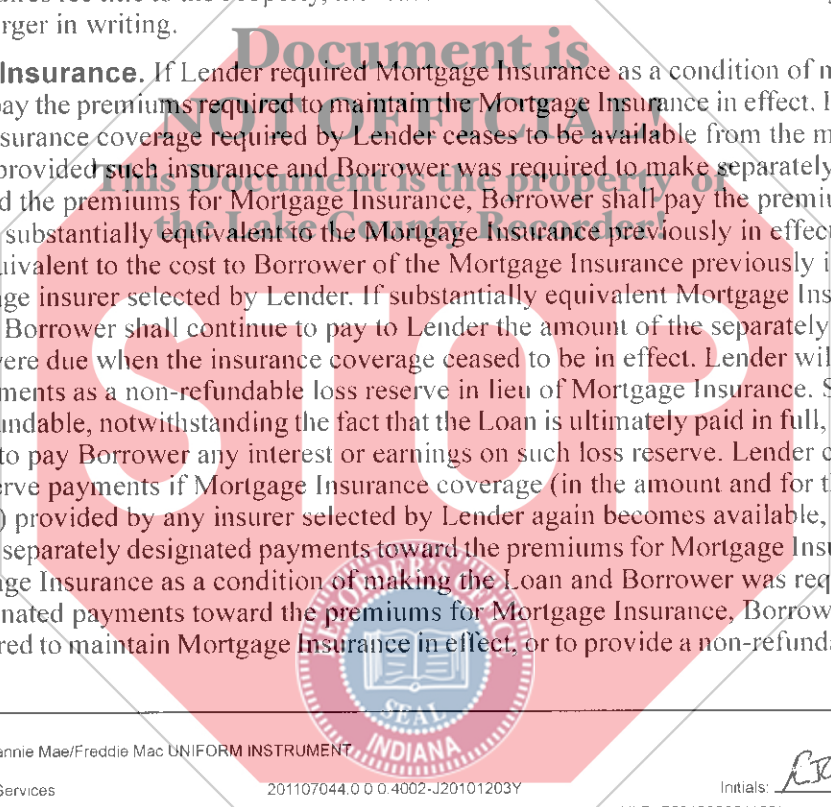 rger in writing.
Insurance. If Lender required Mortgage Insurance as a condition of m
pay the premiums required to maintain the Mortgage Insurance in effect. I
surance coverage required by Lender ceases to be available from the m
provided such insurance and Borrower was required to make separately
d the premiums for Mortgage Insurance, Borrower shall pay the premiu
substantially equivalent to the Mortgage Insurance previously in effec
uivalent to the cost to Borrower of the Mortgage Insurance previously i
ge insurer selected by Lender. If substantially equivalent Mortgage Ins
Borrower shall continue to pay to Lender the amount of the separately
vere due when the insurance coverage ceased to be in effect. Lender wil
ments as a non-refundable loss reserve in lieu of Mortgage Insurance. S
undable, notwithstanding the fact that the Loan is ultimately paid in full,
to pay Borrower any interest or earnings on such loss reserve. Lender c
erve payments if Mortgage Insurance coverage (in the amount and for th
) provided by any insurer selected by Lender again becomes available,
separately designated payments toward the premiums for Mortgage Insu
ge Insurance as a condition of making the Loan and Borrower was req
nated payments toward the premiums for Mortgage Insurance, Borrow
red to maintain Mortgage Insurance in effect, or to provide a non-refunda
annie Mae/Freddie Mac UNIFORM INSTRUMENT
Services 201107044.0.0.0.4002-J20101203Y Initials:
Document is
NOT OFFICIAL!
This Document is the property of
the Lake County Recorder!
STOP
RECORDER'S OFFICE
SEAL
INDIANA